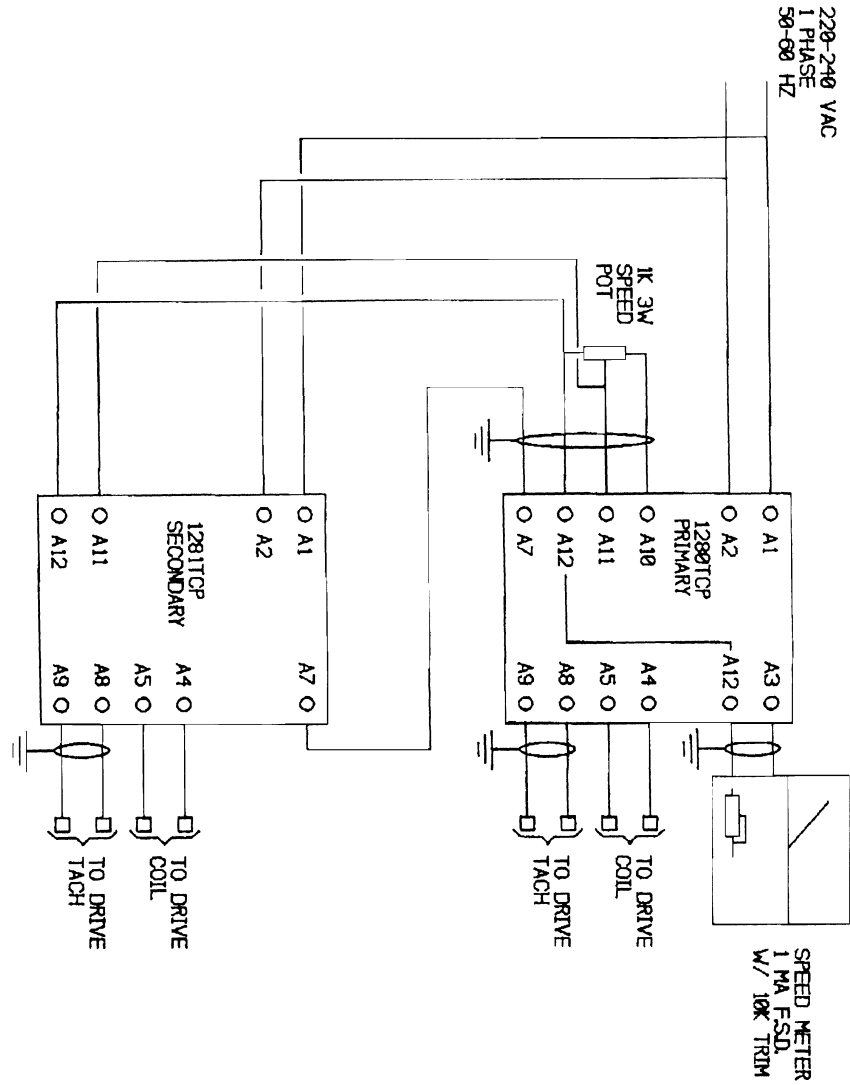 220-240 VAC
1 PHASE
50-60 HZ
1K 3W
SPEED
POT
A1
A2
1280TCP
PRIMARY
A10
A11
A12
A7
A3
A12
A4
A5
A8
A9
A1
A2
1281TCP
SECONDARY
A11
A12
A7
A4
A5
A8
A9
SPEED METER
1 MA F.S.D.
W/ 10K TRIM
TO DRIVE
COIL
TO DRIVE
TACH
TO DRIVE
COIL
TO DRIVE
TACH